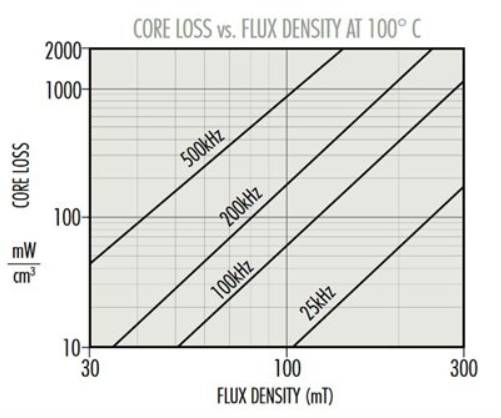 CORE LOSS vs. FLUX DENSITY AT 100° C
2000
1000
100
10
CORE LOSS
mW
cm³
500kHz
200kHz
100kHz
25kHz
30
100
300
FLUX DENSITY (mT)